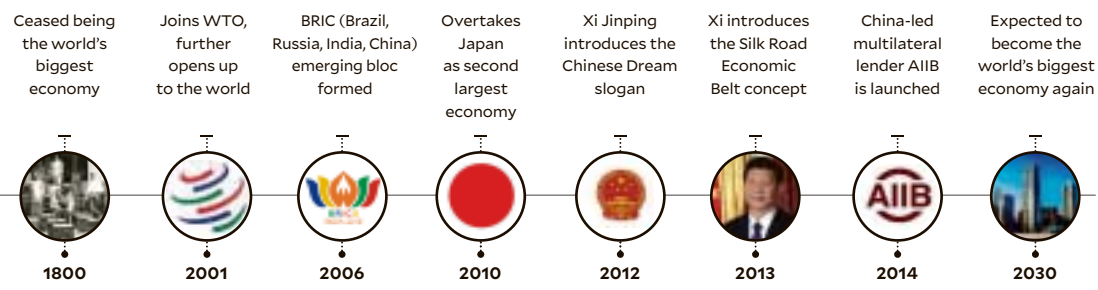 Ceased being
the world's
biggest
economy
1800
Joins WTO,
further
opens up
to the world
2001
BRIC (Brazil,
Russia, India, China)
emerging bloc
formed
BRICS
2006
Overtakes
Japan
as second
largest
economy
2010
Xi Jinping
introduces the
Chinese Dream
slogan
2012
Xi introduces
the Silk Road
Economic
Belt concept
2013
China-led
multilateral
lender AIIB
is launched
AIIB
2014
Expected to
become the
world's biggest
economy again
2030